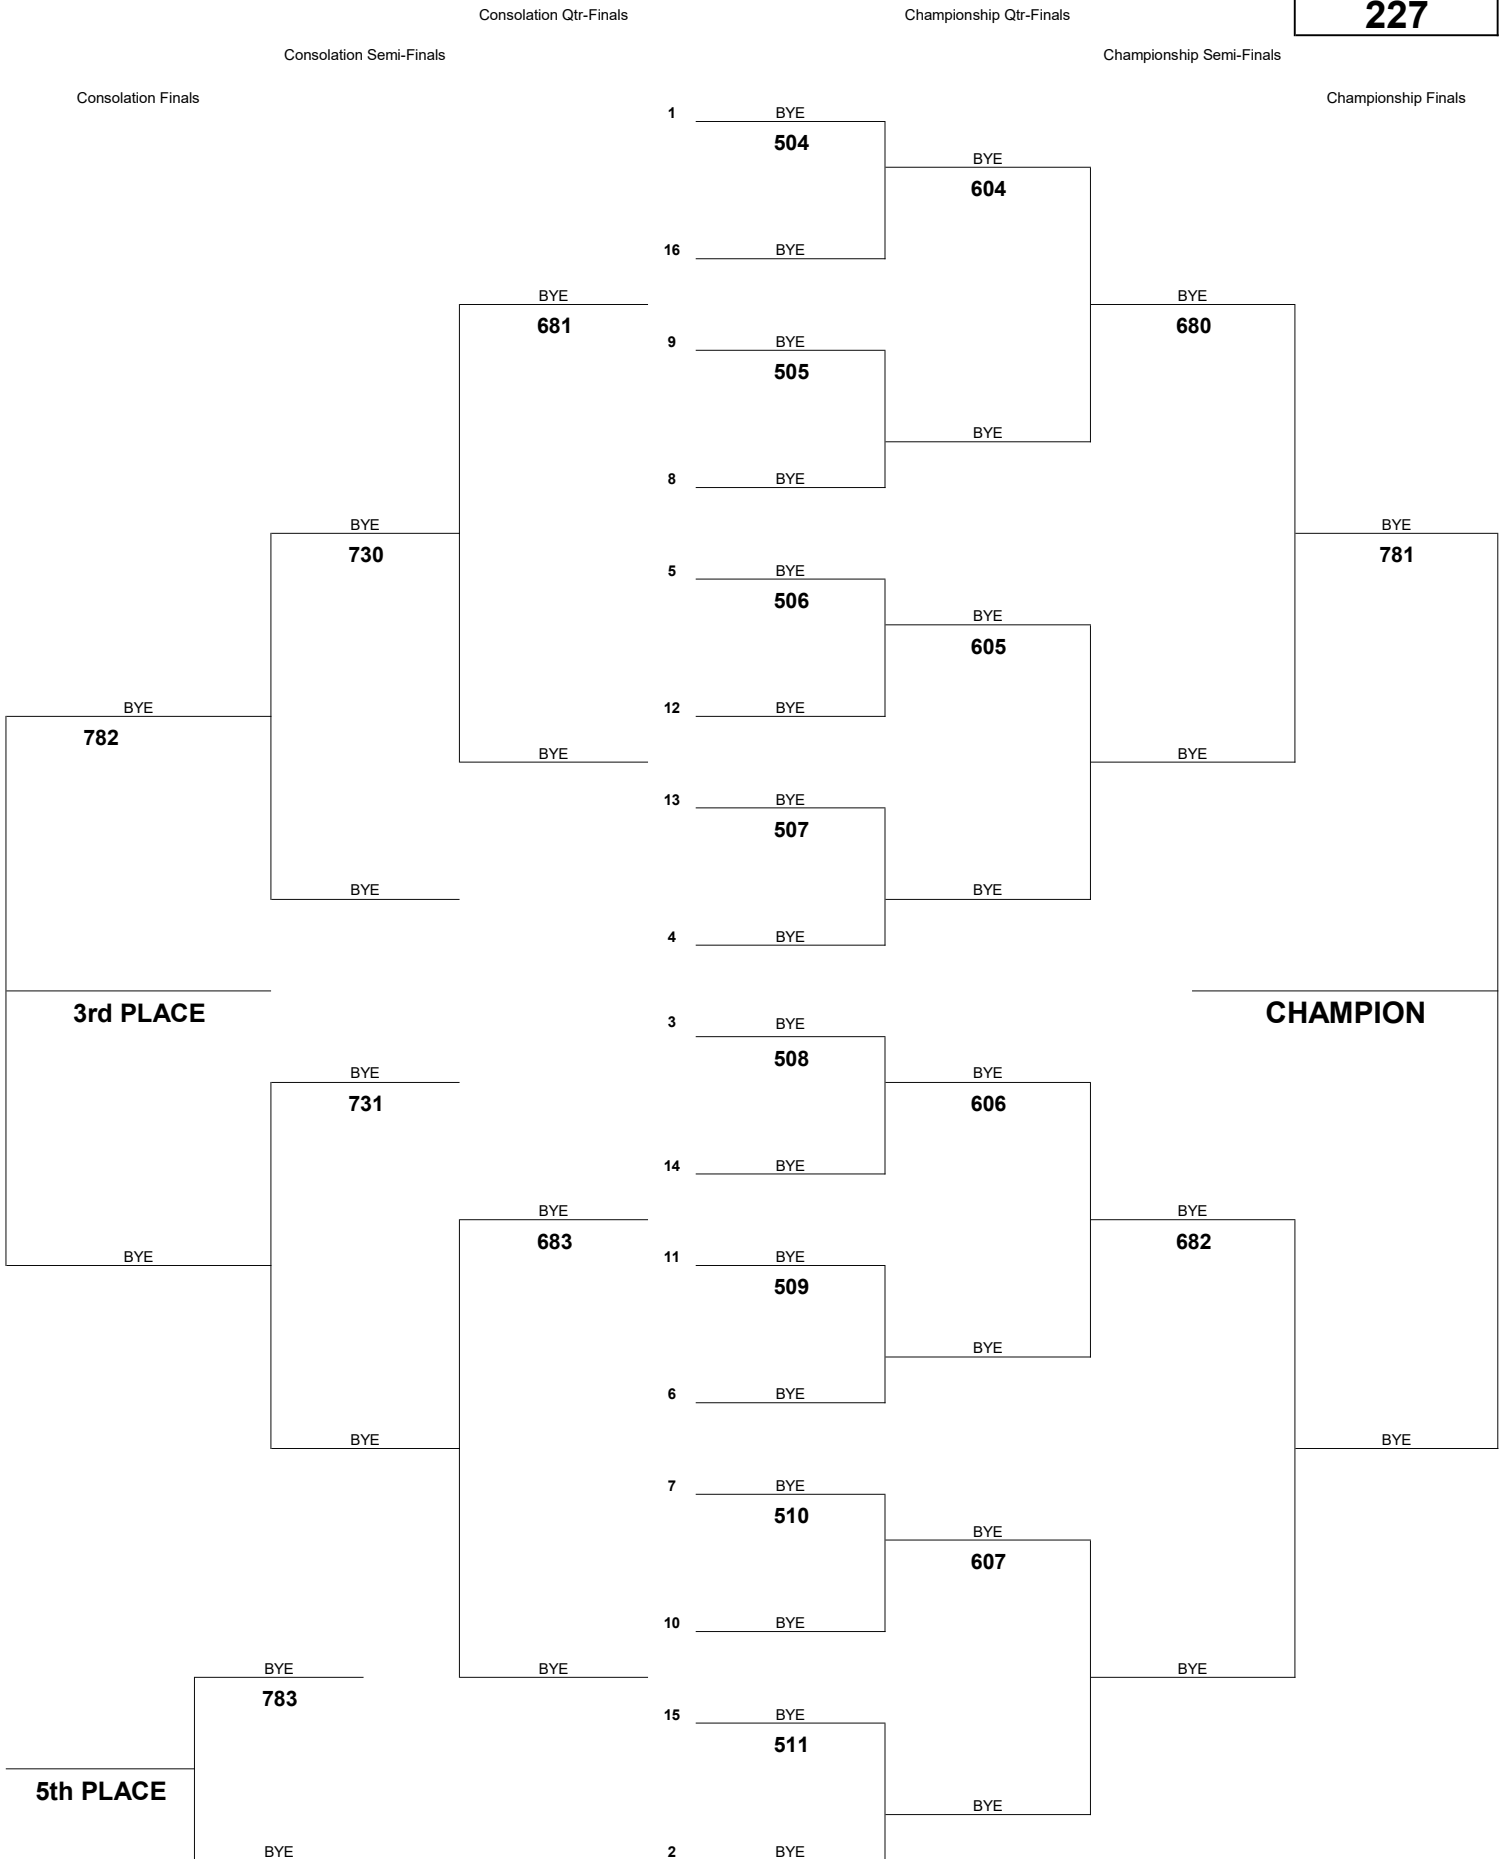 Consolation Qtr-Finals Championship Qtr-Finals 227
Consolation Semi-Finals Championship Semi-Finals
Consolation Finals Championship Finals
1 BYE
504
BYE
604
16 BYE
BYE BYE
681 680
9 BYE
505
BYE
8 BYE
BYE BYE
730 781
5 BYE
506
BYE
605
BYE 12 BYE
782
BYE BYE
13 BYE
507
BYE BYE
4 BYE
3rd PLACE CHAMPION
3 BYE
508
BYE BYE
731 606
14 BYE
BYE BYE
683 682
BYE 11 BYE
509
BYE
6 BYE
BYE BYE
7 BYE
510
BYE
607
10 BYE
BYE BYE BYE
783
15 BYE
511
5th PLACE
BYE
BYE 2 BYE